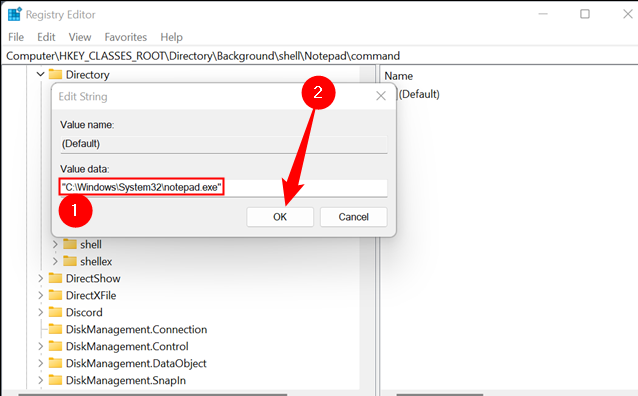 Registry Editor
File Edit View Favorites Help
Computer\HKEY_CLASSES_ROOT\Directory\Background\shell\Notepad\command
Directory
Name
(Default)
Edit String
Value name:
(Default)
Value data:
"C:\Windows\System32\notepad.exe"
1
2
OK Cancel
shell
shellex
DirectShow
DirectXFile
Discord
DiskManagement.Connection
DiskManagement.Control
DiskManagement.DataObject
DiskManagement.SnapIn